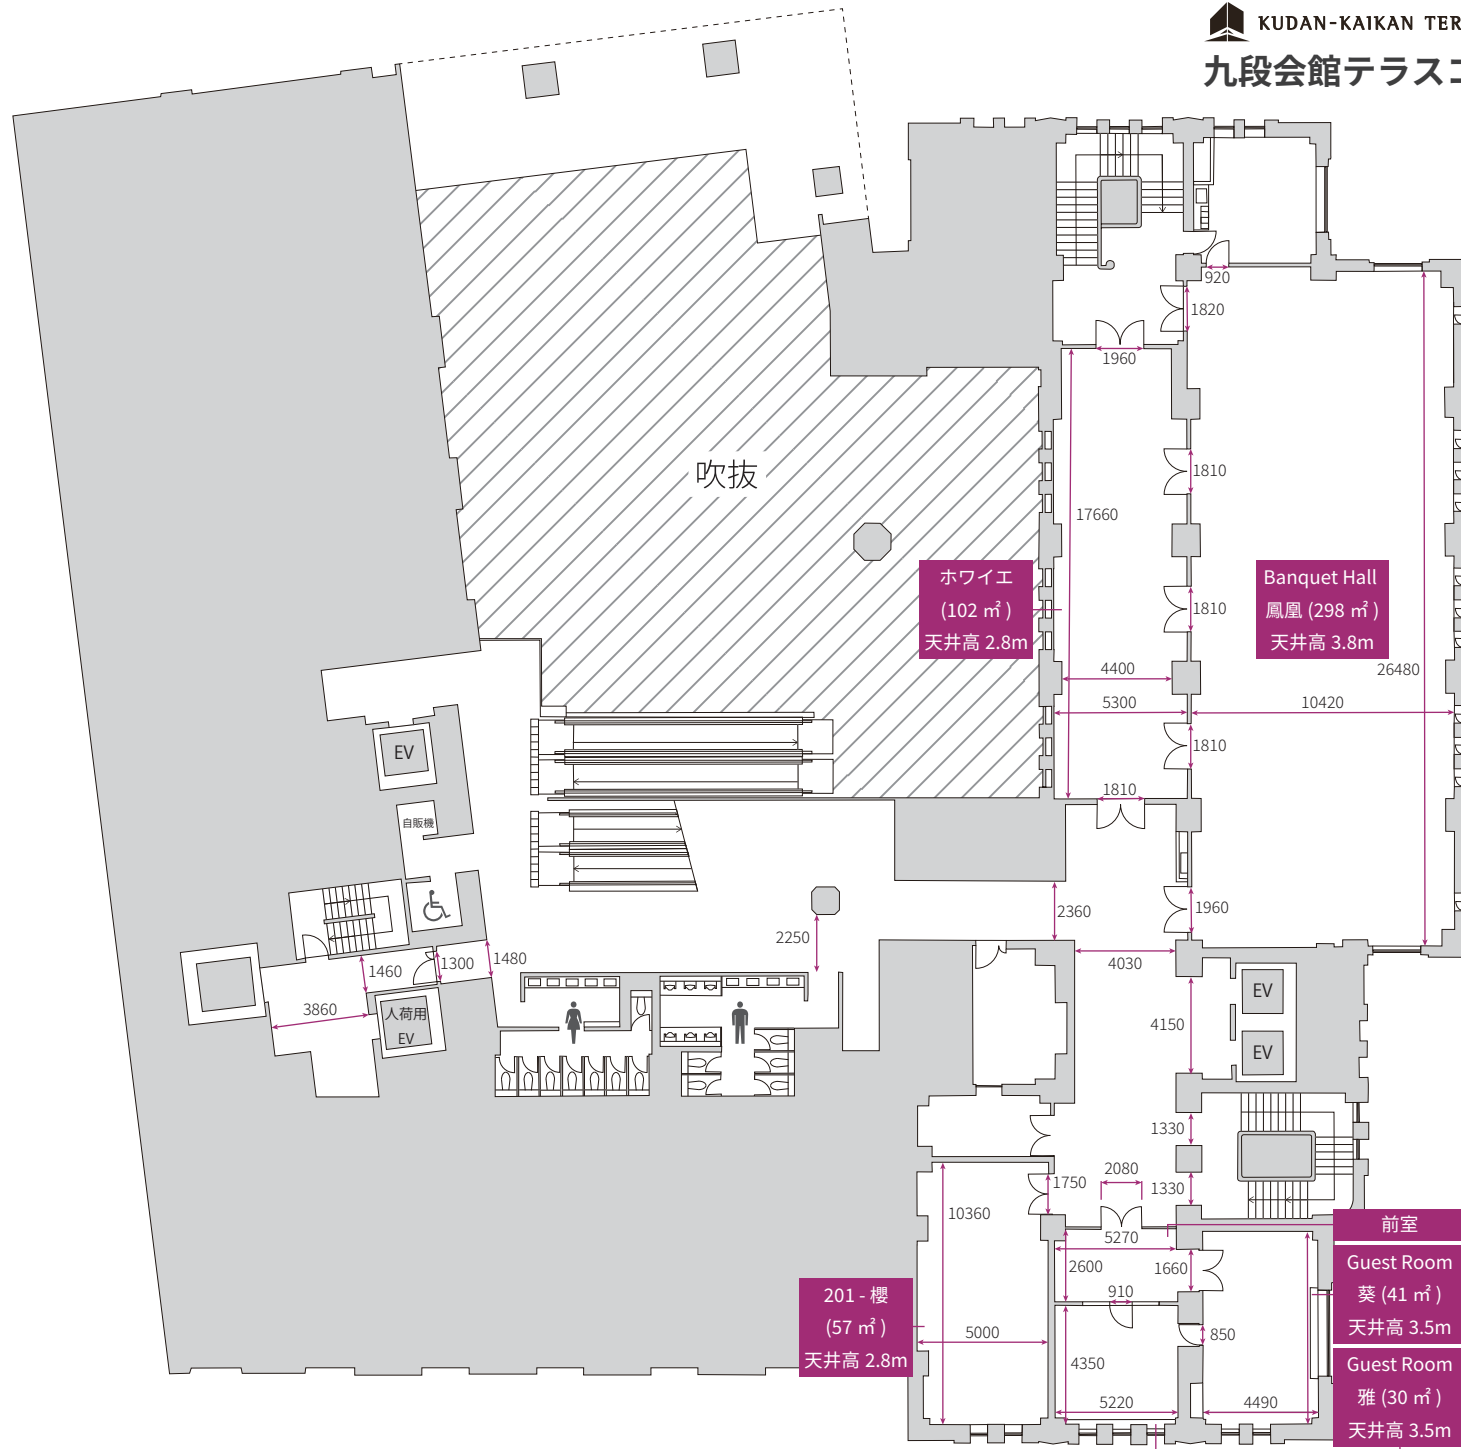 KUDAN-KAIKAN TER
九段会館テラスコ
920
1820
1960
吹抜
1810
17660
ホワイエ
(102 ㎡)
天井高 2.8m
Banquet Hall
鳳凰 (298 ㎡)
天井高 3.8m
1810
26480
4400
5300
10420
1810
1810
EV
自販機
2360
1960
2250
4030
1480
1300
1460
3860
人荷用
EV
EV
4150
EV
1330
2080
1750
1330
10360
前室
5270
2600
1660
Guest Room
葵 (41 ㎡)
天井高 3.5m
910
201 - 櫻
(57 ㎡)
天井高 2.8m
5000
850
4350
Guest Room
雅 (30 ㎡)
天井高 3.5m
5220
4490